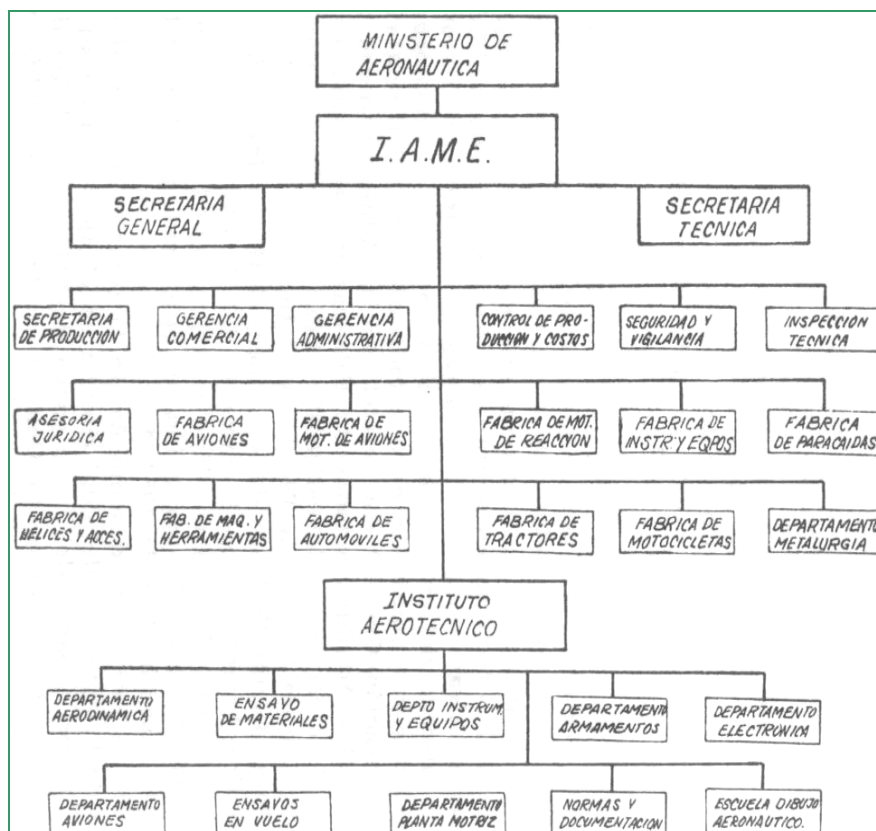 MINISTERIO DE
AERONAUTICA
I.A.M.E.
SECRETARIA
GENERAL
SECRETARIA
TECNICA
SECRETARIA
DE PRODUCCION
GERENCIA
COMERCIAL
GERENCIA
ADMINISTRATIVA
CONTROL DE PRO-
DUCCION Y COSTOS
SEGURIDAD Y
VIGILANCIA
INSPECCION
TECNICA
ASESORIA
JURIDICA
FABRICA
DE AVIONES
FABRICA DE
MOT. DE AVIONES
FABRICA DE MOT.
DE REACCION
FABRICA DE
INSTR Y EQPOS
FABRICA
DE PARACAIDAS
FABRICA DE
HELICES Y ACCES.
FAB. DE MAQ. Y
HERRAMIENTAS
FABRICA DE
AUTOMOVILES
FABRICA DE
TRACTORES
FABRICA DE
MOTOCICLETAS
DEPARTAMENTO
METALURGIA
INSTITUTO
AEROTECNICO
DEPARTAMENTO
AERODINAMICA
ENSAYO
DE MATERIALES
DEPTO INSTRUM.
Y EQUIPOS
DEPARTAMENTO
ARMAMENTOS
DEPARTAMENTO
ELECTRONICA
DEPARTAMENTO
AVIONES
ENSAYOS
EN VUELO
DEPARTAMENTO
PLANTA MOTRIZ
NORMAS Y
DOCUMENTACION
ESCUELA DIBUJO
AERONAUTICO.